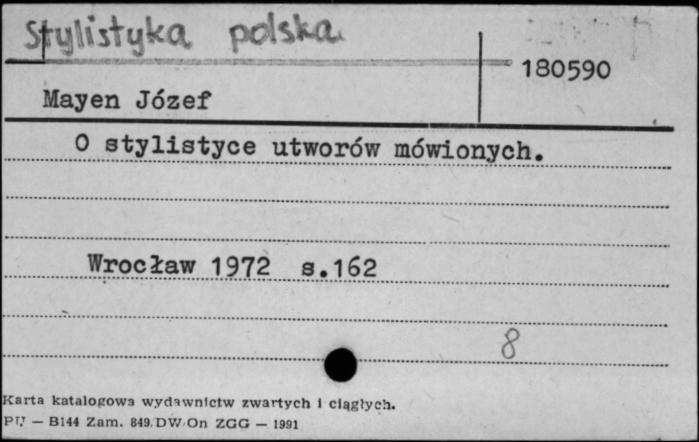 Stylistyka polska
180590
Mayen Józef
O stylistyce utworów mówionych.
Wrocław 1972 s.162
8
Karta katalogowa wydawnictw zwartych i ciągłych.
PU — B144 Zam. 849. DW/On ZGG — 1991